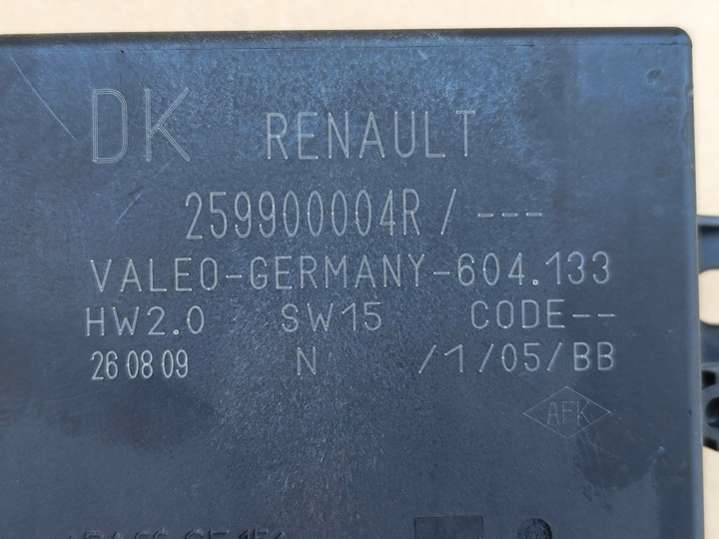 DK RENAULT
259900004R / ---
VALEO-GERMANY-604.133
HW2.0 SW15 CODE--
26 08 09 N /1/05/BB
AFK